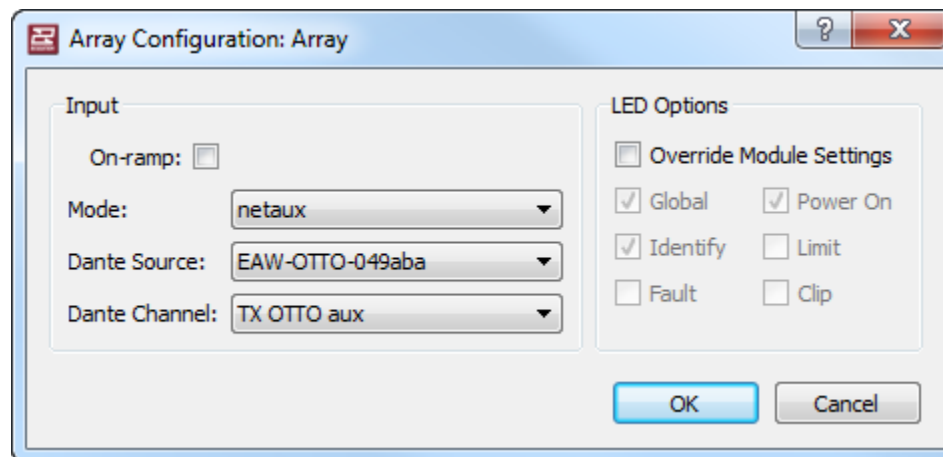 Array Configuration: Array
Input
On-ramp:
Mode: netaux
Dante Source: EAW-OTTO-049aba
Dante Channel: TX OTTO aux
LED Options
Override Module Settings
Global Power On
Identify Limit
Fault Clip
OK Cancel